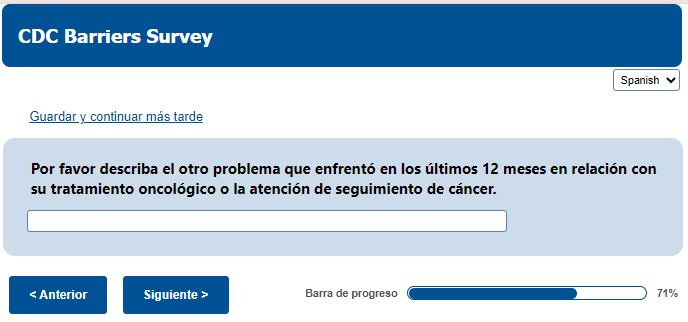 CDC Barriers Survey
Spanish
Guardar y continuar más tarde
Por favor describa el otro problema que enfrentó en los últimos 12 meses en relación con
su tratamiento oncológico o la atención de seguimiento de cáncer.
< Anterior
Siguiente >
Barra de progreso
71%